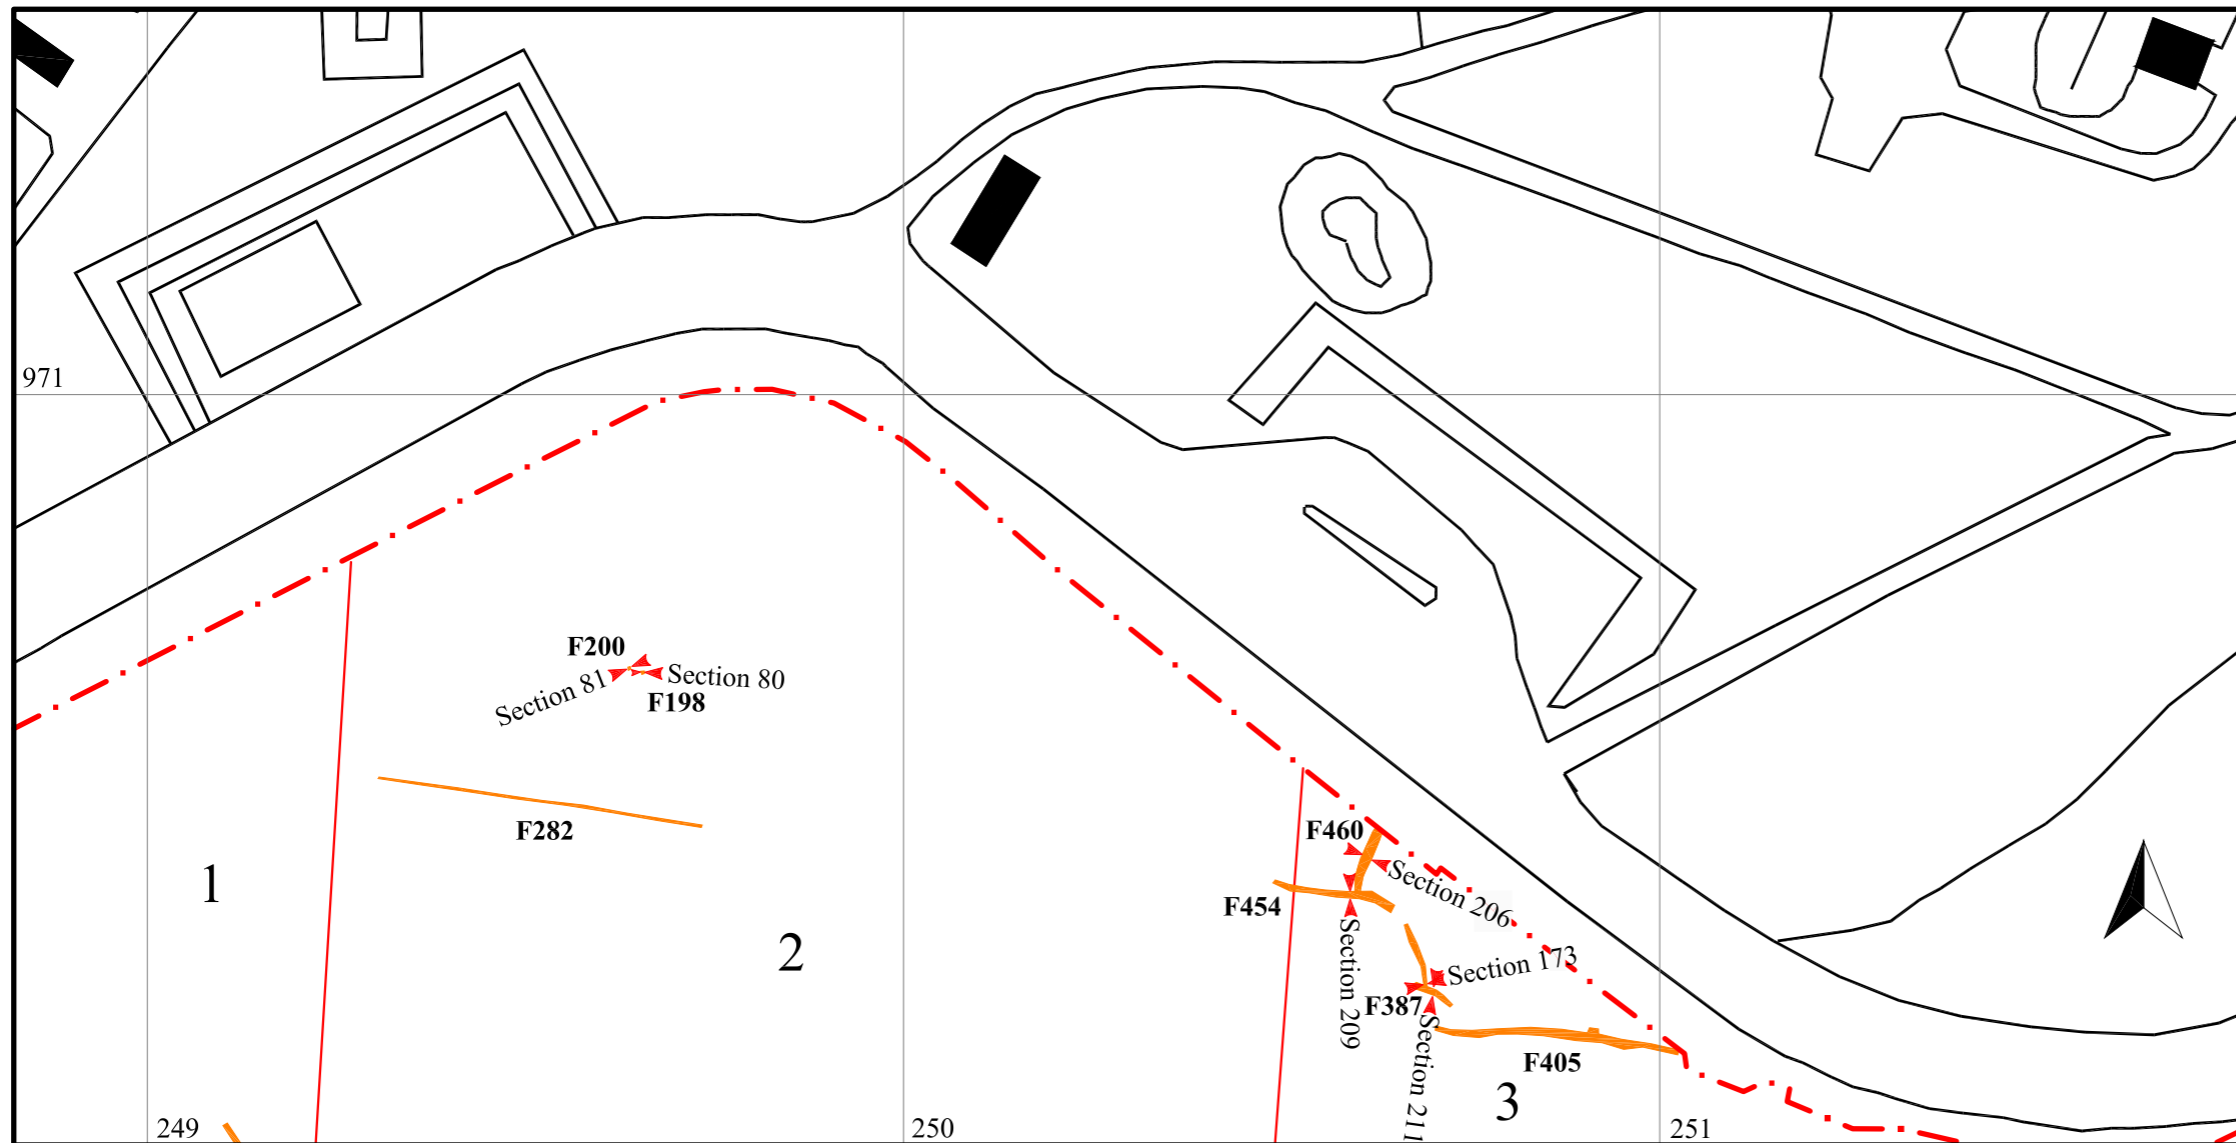 971
F200
Section 81
Section 80
F198
F282
F460
1
Section 206
F454
2
Section 209
Section 173
F387
Section 211
F405
3
249
250
251